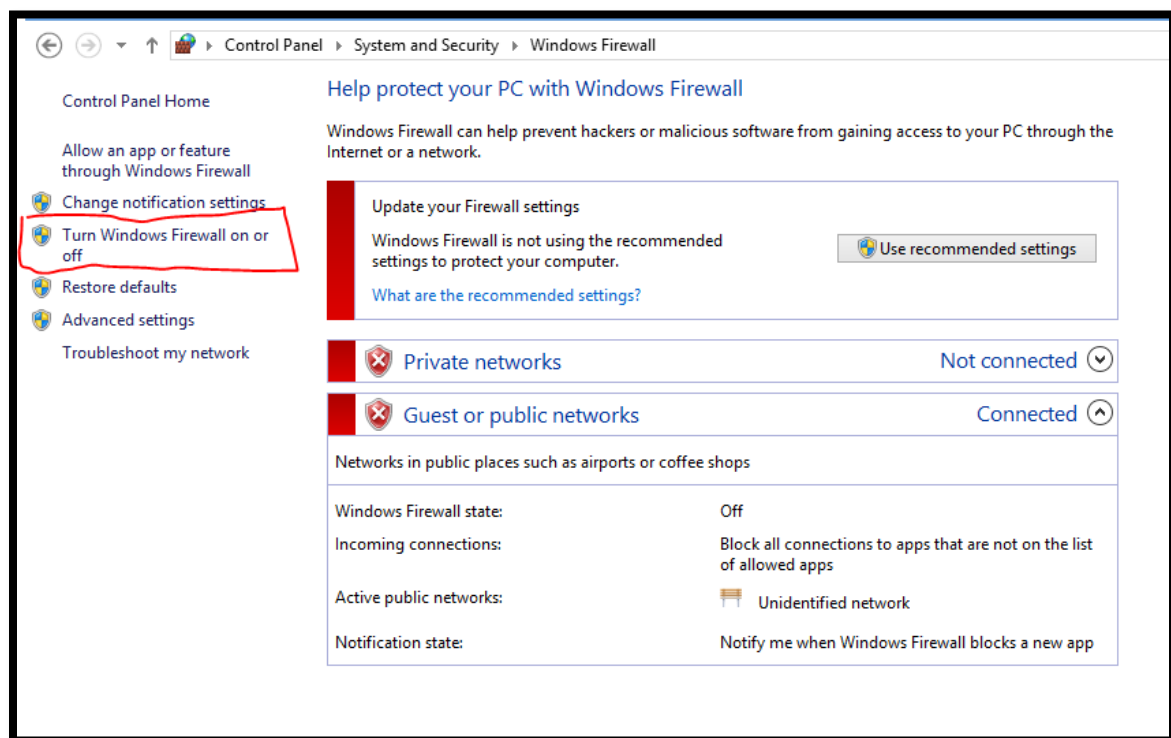 Control Panel System and Security Windows Firewall
Control Panel Home
Allow an app or feature
through Windows Firewall
Change notification settings
Turn Windows Firewall on or
off
Restore defaults
Advanced settings
Troubleshoot my network
Help protect your PC with Windows Firewall
Windows Firewall can help prevent hackers or malicious software from gaining access to your PC through the
Internet or a network.
Update your Firewall settings
Windows Firewall is not using the recommended
settings to protect your computer.
Use recommended settings
What are the recommended settings?
Private networks Not connected
Guest or public networks Connected
Networks in public places such as airports or coffee shops
Windows Firewall state: Off
Incoming connections: Block all connections to apps that are not on the list
of allowed apps
Active public networks: Unidentified network
Notification state: Notify me when Windows Firewall blocks a new app